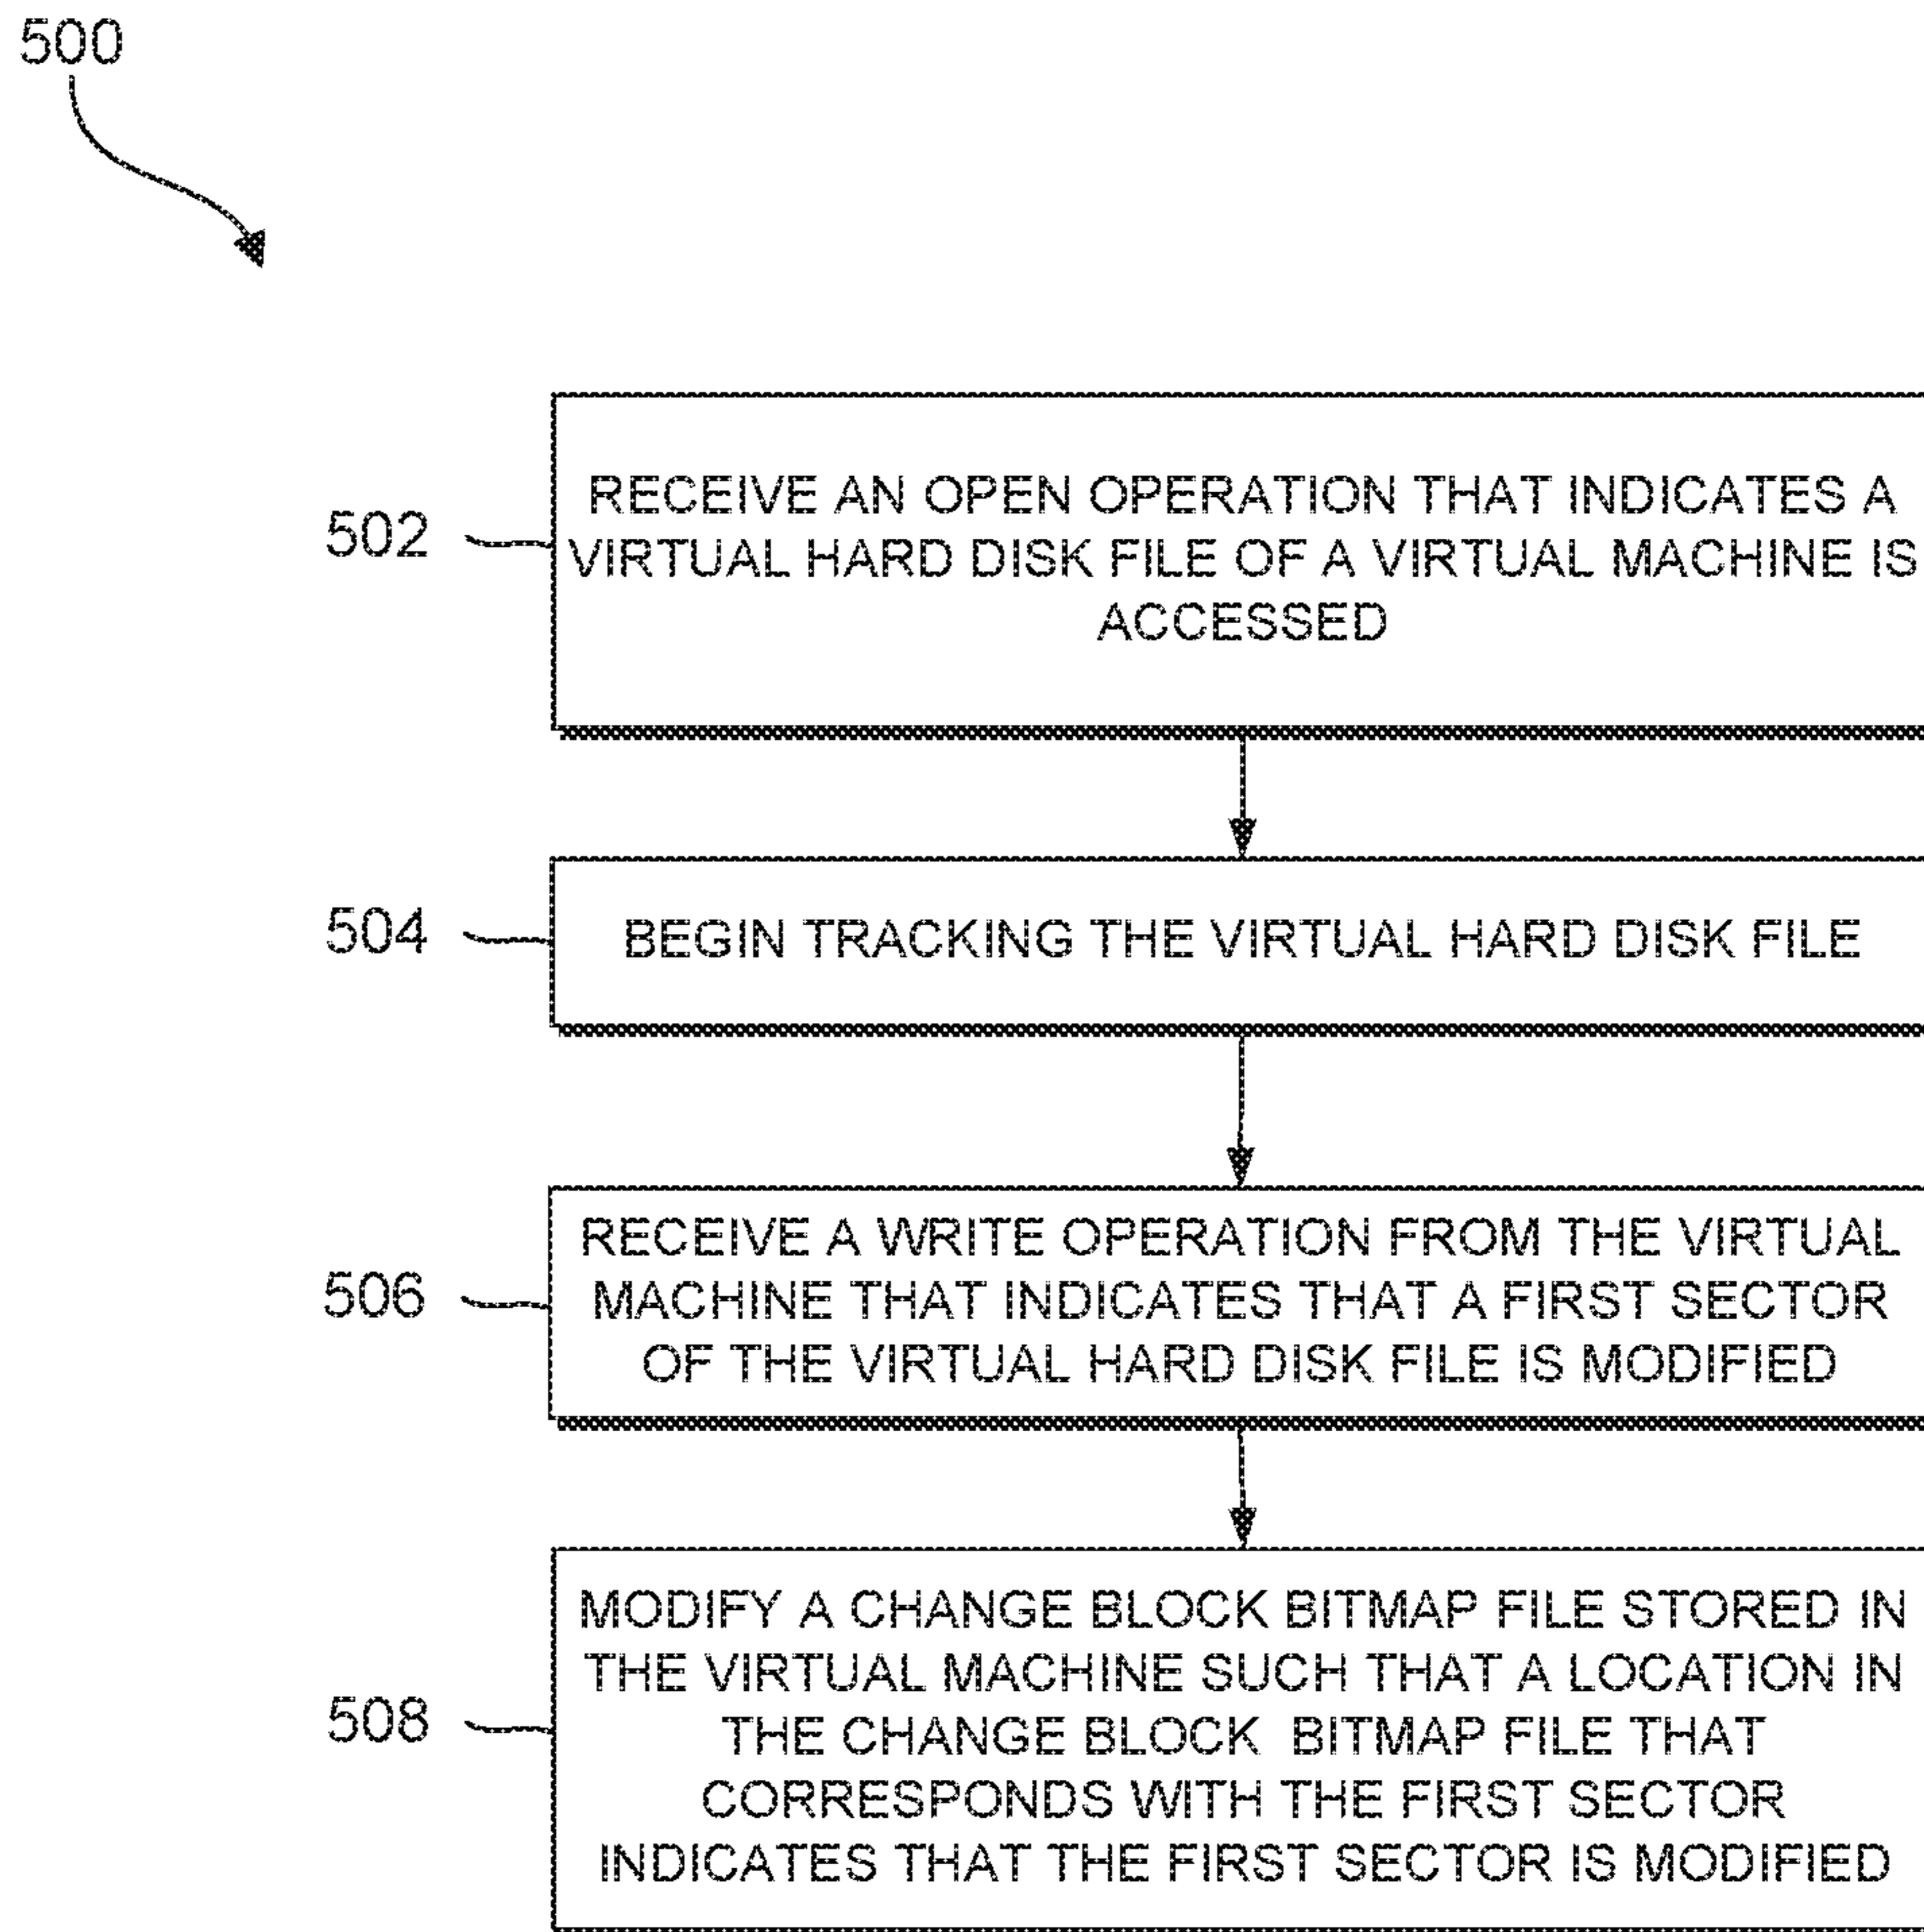 500
502
RECEIVE AN OPEN OPERATION THAT INDICATES A
VIRTUAL HARD DISK FILE OF A VIRTUAL MACHINE IS
ACCESSED
504
BEGIN TRACKING THE VIRTUAL HARD DISK FILE
506
RECEIVE A WRITE OPERATION FROM THE VIRTUAL
MACHINE THAT INDICATES THAT A FIRST SECTOR
OF THE VIRTUAL HARD DISK FILE IS MODIFIED
508
MODIFY A CHANGE BLOCK BITMAP FILE STORED IN
THE VIRTUAL MACHINE SUCH THAT A LOCATION IN
THE CHANGE BLOCK BITMAP FILE THAT
CORRESPONDS WITH THE FIRST SECTOR
INDICATES THAT THE FIRST SECTOR IS MODIFIED